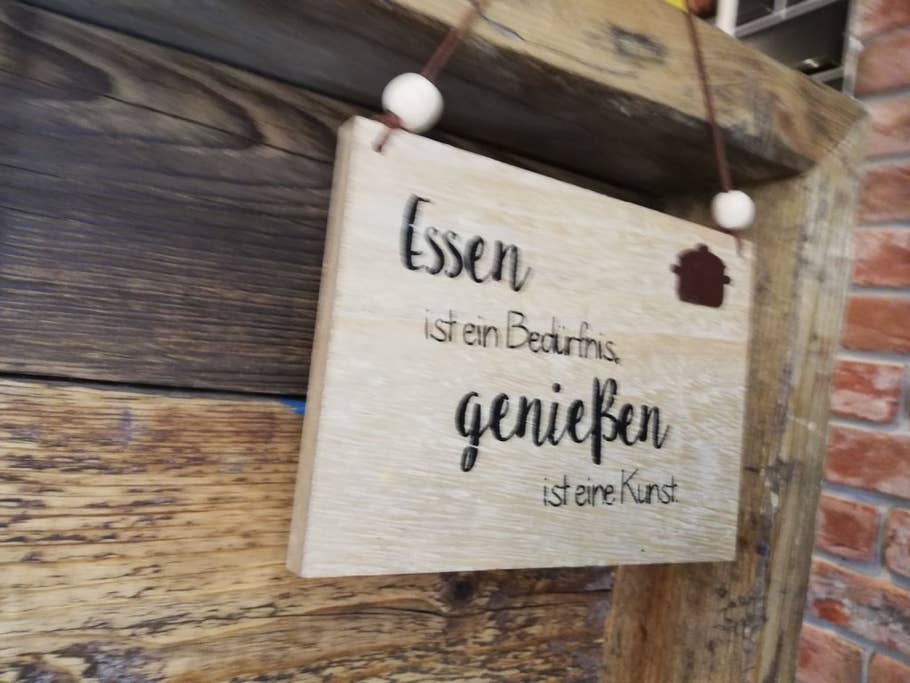 Essen
ist ein Bedürfnis,
genießen
ist eine Kunst.